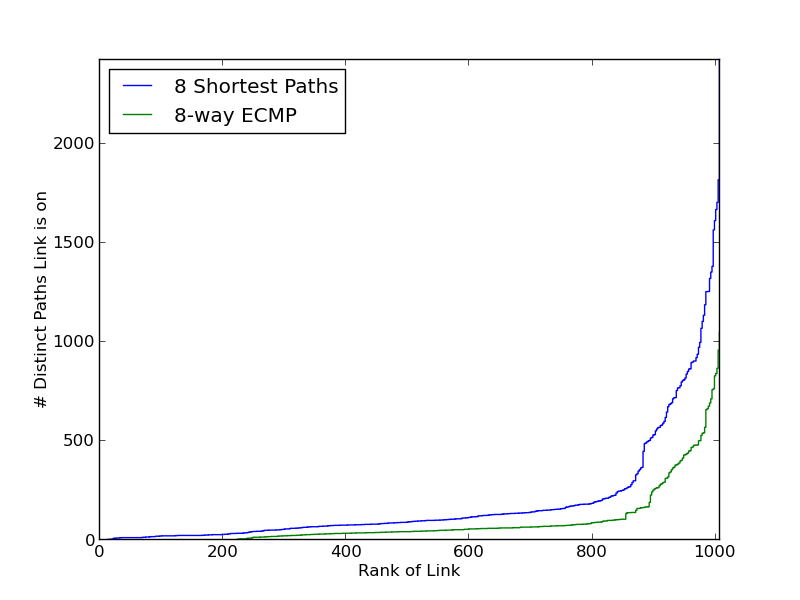 8 Shortest Paths
8-way ECMP
# Distinct Paths Link is on
2000
1500
1000
500
0
0 200 400 600 800 1000
Rank of Link